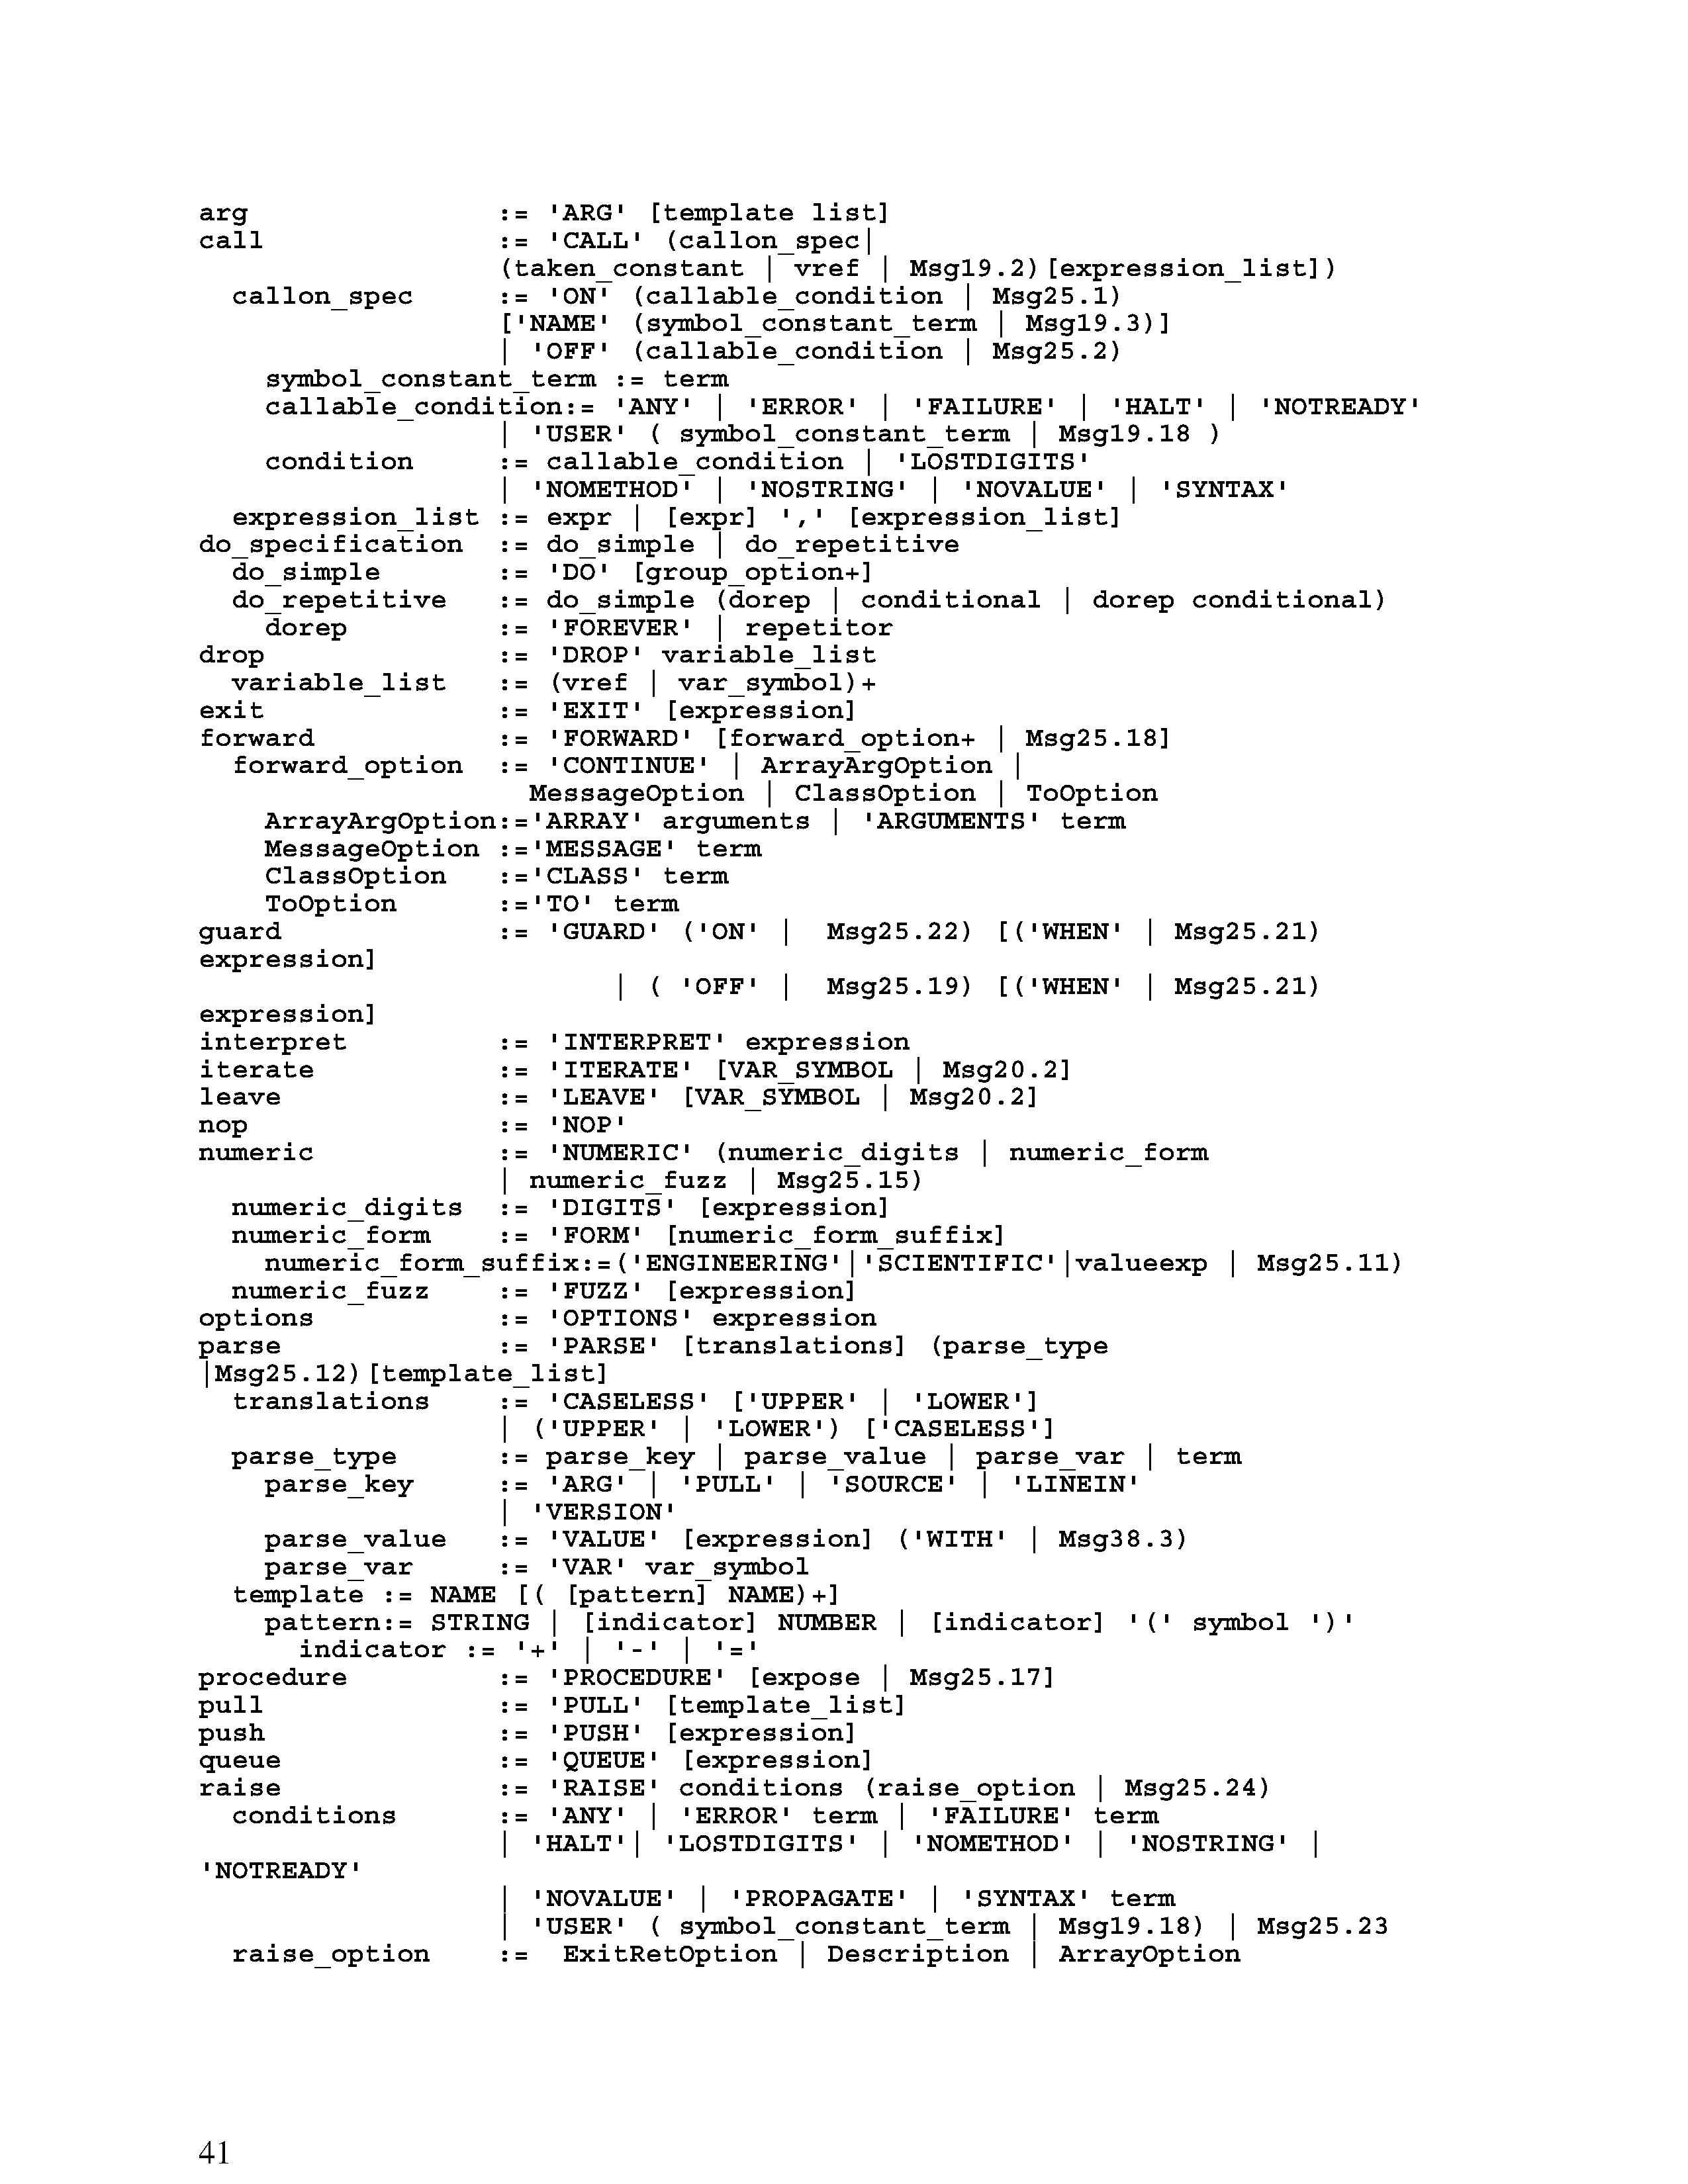 arg               := 'ARG' [template list]
call              := 'CALL' (callon_spec|
                  (taken_constant | vref | Msg19.2)[expression_list])
  callon_spec     := 'ON' (callable_condition | Msg25.1)
                  ['NAME' (symbol_constant_term | Msg19.3)]
                  | 'OFF' (callable_condition | Msg25.2)
    symbol_constant_term := term
    callable_condition:= 'ANY' | 'ERROR' | 'FAILURE' | 'HALT' | 'NOTREADY'
                  | 'USER' ( symbol_constant_term | Msg19.18 )
    condition     := callable_condition | 'LOSTDIGITS'
                  | 'NOMETHOD' | 'NOSTRING' | 'NOVALUE' | 'SYNTAX'
  expression_list := expr | [expr] ',' [expression_list]
do_specification  := do_simple | do_repetitive
  do_simple       := 'DO' [group_option+]
  do_repetitive   := do_simple (dorep | conditional | dorep conditional)
    dorep         := 'FOREVER' | repetitor
drop              := 'DROP' variable_list
  variable_list   := (vref | var_symbol)+
exit              := 'EXIT' [expression]
forward           := 'FORWARD' [forward_option+ | Msg25.18]
  forward_option  := 'CONTINUE' | ArrayArgOption |
                    MessageOption | ClassOption | ToOption
    ArrayArgOption:='ARRAY' arguments | 'ARGUMENTS' term
    MessageOption :='MESSAGE' term
    ClassOption   :='CLASS' term
    ToOption      :='TO' term
guard             := 'GUARD' ('ON' |  Msg25.22) [('WHEN' | Msg25.21)
expression]
                         | ( 'OFF' |  Msg25.19) [('WHEN' | Msg25.21)
expression]
interpret         := 'INTERPRET' expression
iterate           := 'ITERATE' [VAR_SYMBOL | Msg20.2]
leave             := 'LEAVE' [VAR_SYMBOL | Msg20.2]
nop               := 'NOP'
numeric           := 'NUMERIC' (numeric_digits | numeric_form
                  | numeric_fuzz | Msg25.15)
  numeric_digits  := 'DIGITS' [expression]
  numeric_form    := 'FORM' [numeric_form_suffix]
    numeric_form_suffix:=('ENGINEERING'|'SCIENTIFIC'|valueexp | Msg25.11)
  numeric_fuzz    := 'FUZZ' [expression]
options           := 'OPTIONS' expression
parse             := 'PARSE' [translations] (parse_type
|Msg25.12)[template_list]
  translations    := 'CASELESS' ['UPPER' | 'LOWER']
                  | ('UPPER' | 'LOWER') ['CASELESS']
  parse_type      := parse_key | parse_value | parse_var | term
    parse_key     := 'ARG' | 'PULL' | 'SOURCE' | 'LINEIN'
                  | 'VERSION'
    parse_value   := 'VALUE' [expression] ('WITH' | Msg38.3)
    parse_var     := 'VAR' var_symbol
  template := NAME [( [pattern] NAME)+]
    pattern:= STRING | [indicator] NUMBER | [indicator] '(' symbol ')'
      indicator := '+' | '-' | '='
procedure         := 'PROCEDURE' [expose | Msg25.17]
pull              := 'PULL' [template_list]
push              := 'PUSH' [expression]
queue             := 'QUEUE' [expression]
raise             := 'RAISE' conditions (raise_option | Msg25.24)
  conditions      := 'ANY' | 'ERROR' term | 'FAILURE' term
                  | 'HALT'| 'LOSTDIGITS' | 'NOMETHOD' | 'NOSTRING' |
'NOTREADY'
                  | 'NOVALUE' | 'PROPAGATE' | 'SYNTAX' term
                  | 'USER' ( symbol_constant_term | Msg19.18) | Msg25.23
  raise_option    :=  ExitRetOption | Description | ArrayOption
41